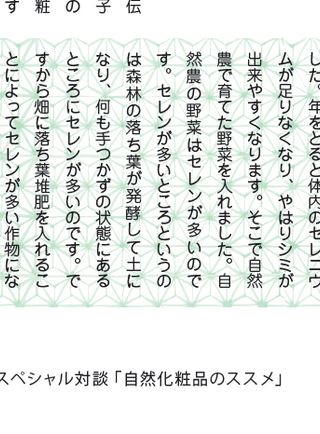 す　粧　の　子　伝
した。年をとると体内のセレニウ
ムが足りなくなり、やはりシミが
出来やすくなります。そこで自然
農で育てた野菜を入れました。自
然農の野菜はセレンが多いので
す。セレンが多いところというの
は森林の落ち葉が発酵して土に
なり、何も手つかずの状態にある
ところにセレンが多いのです。で
すから畑に落ち葉堆肥を入れるこ
とによってセレンが多い作物にな
スペシャル対談「自然化粧品のススメ」